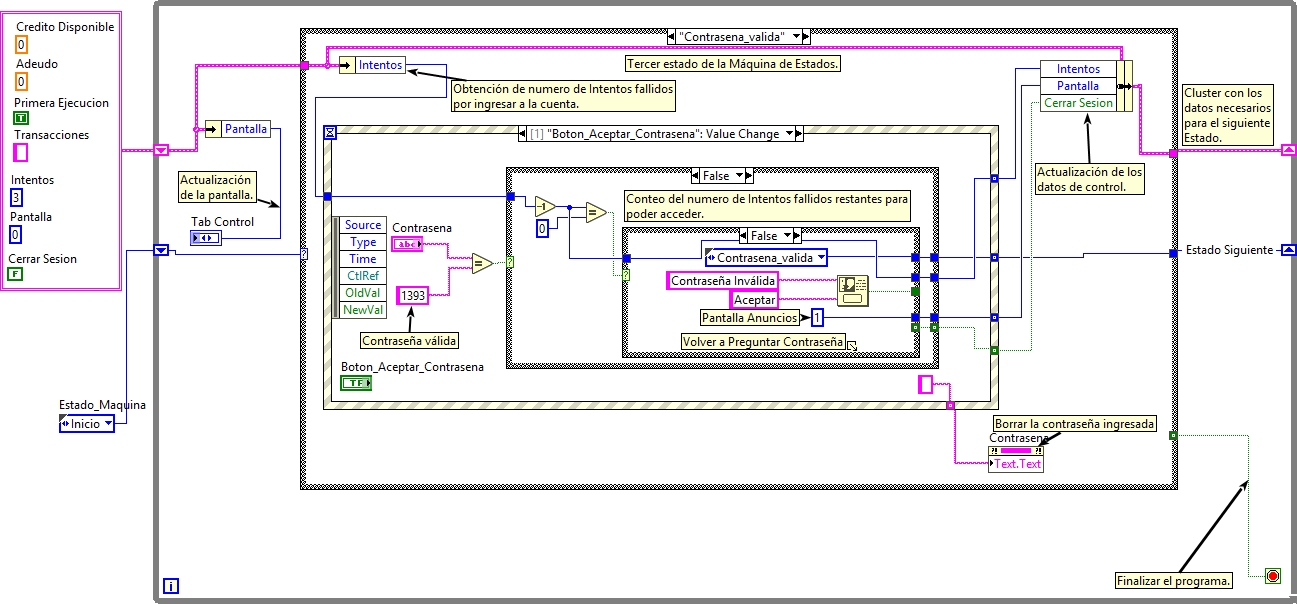 Credito Disponible
0
Adeudo
0
Primera Ejecucion
T
Transacciones
Intentos
3
Pantalla
0
Cerrar Sesion
F
"Contrasena_valida"
Intentos
Tercer estado de la Máquina de Estados.
Obtención de numero de Intentos fallidos
por ingresar a la cuenta.
Intentos
Pantalla
Cerrar Sesion
Cluster con los
datos necesarios
para el siguiente
Estado.
Pantalla
[1] "Boton_Aceptar_Contrasena": Value Change
Actualización
de la pantalla.
Actualización de los
datos de control.
False
Conteo del numero de Intentos fallidos restantes para
poder acceder.
-1
=
0
Tab Control
Source
Type
Time
CtlRef
OldVal
NewVal
Contrasena
abc
=
1393
Contraseña válida
?
?
?
False
Contrasena_valida
Contraseña Inválida
Aceptar
Pantalla Anuncios
1
Volver a Preguntar Contraseña
Estado Siguiente
Boton_Aceptar_Contrasena
TF
Estado_Maquina
Inicio
Borrar la contraseña ingresada
Contrasena
?! ?!
Text.Text
i
Finalizar el programa.